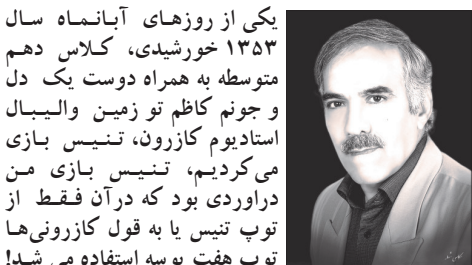 یکی از روزهای آبانماه سال
۱۳۵۳ خورشیدی، کلاس دهم
متوسطه به همراه دوست یک دل
و جونم کاظم تو زمین والیبال
استادیوم کازرون، تنیس بازی
می‌کردیم، تنیس بازی من
دراوردی بود که درآن فقط از
توپ تنیس یا به قول کازرونی‌ها
توپ هفت بوسه استفاده می شد!